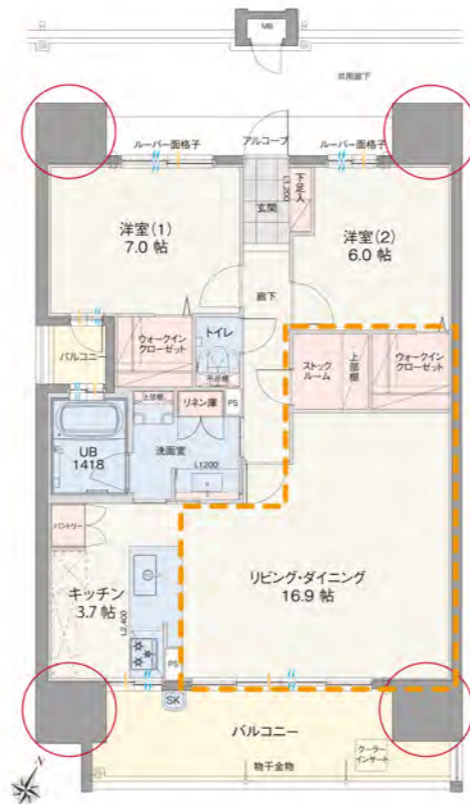 MB
共用廊下
ルーバー面格子
アルコーブ
ルーバー面格子
洋室(1)
7.0 帖
玄関
下足入
L1,200
洋室(2)
6.0 帖
廊下
バルコニー
ウォークイン
クローゼット
トイレ
吊戸棚
ストック
ルーム
上部棚
ウォークイン
クローゼット
上部棚
リネン庫
PS
UB
1418
洗面室
L1200
パントリー
キッチン
3.7 帖
L2,400
リビング・ダイニング
16.9 帖
PS
SK
バルコニー
物干金物
クーラー
インサート
N